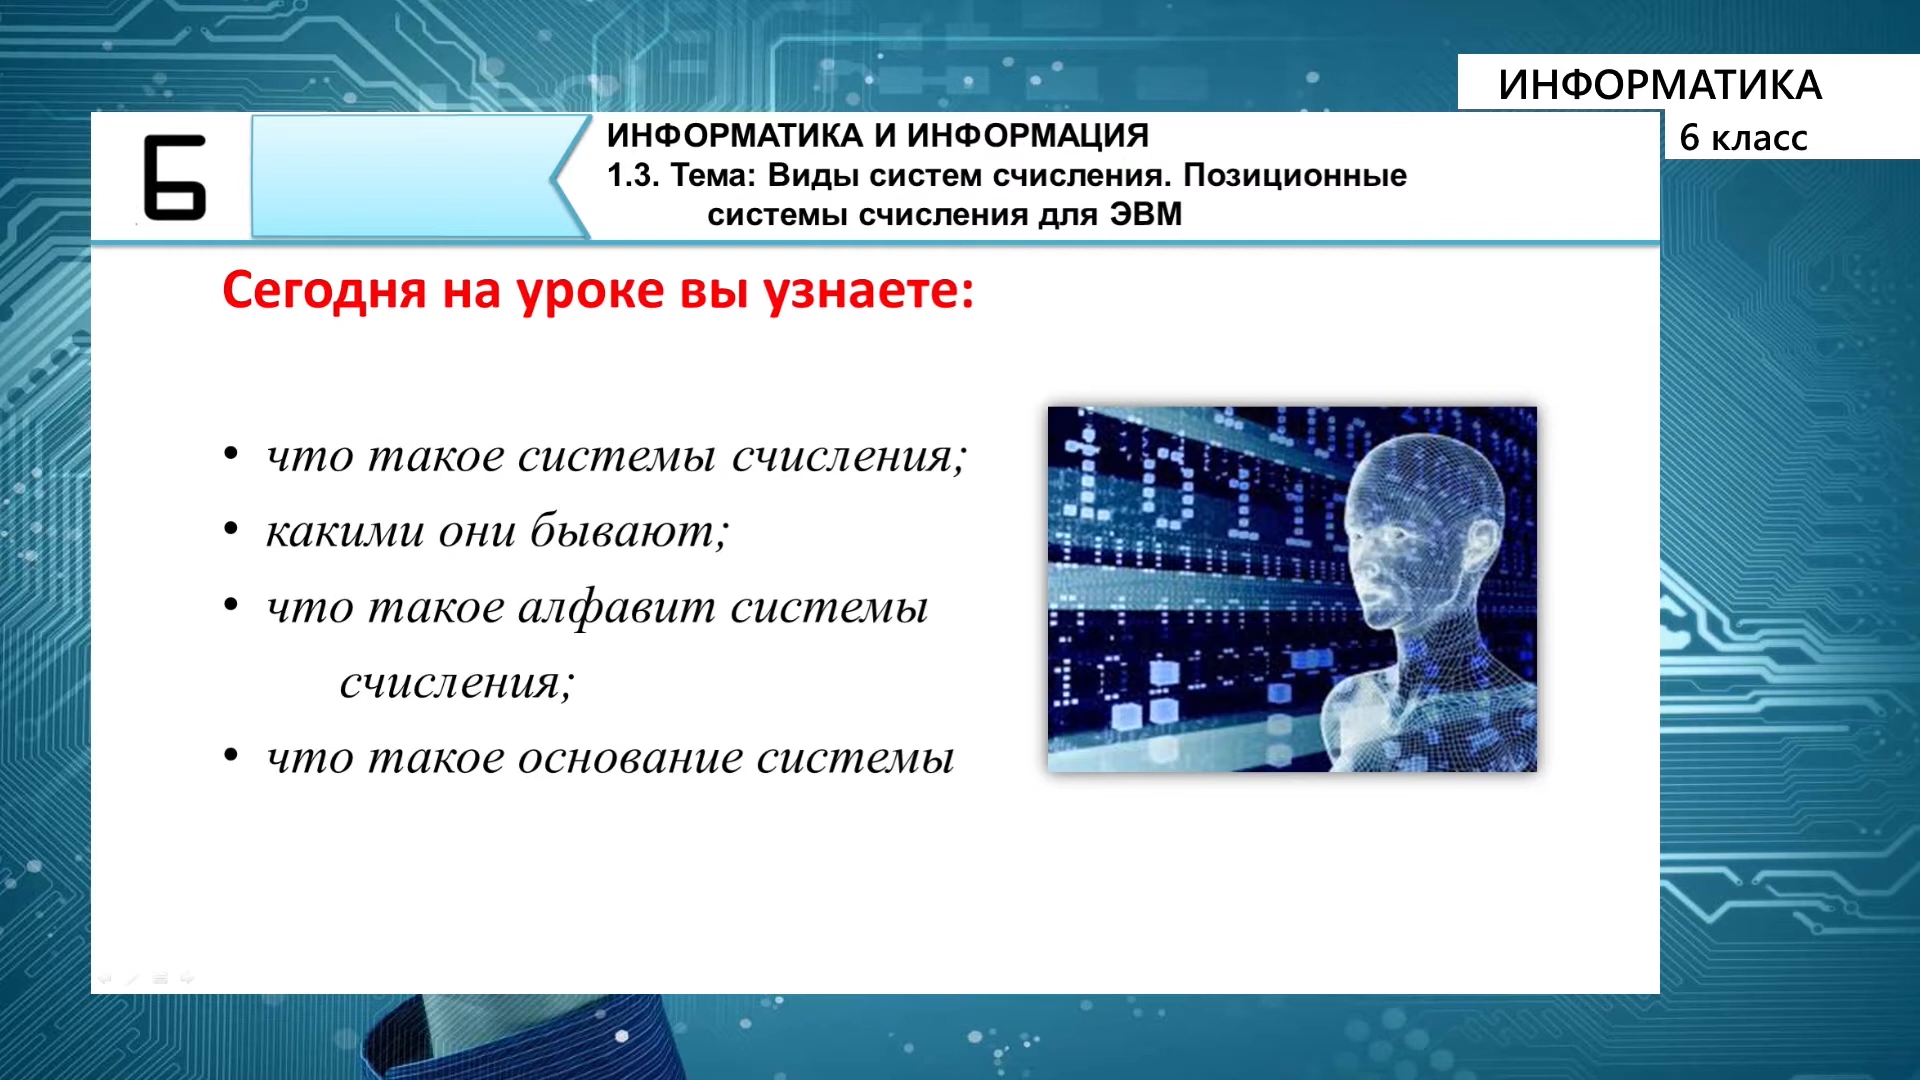 ИНФОРМАТИКА
6 класс
Б
ИНФОРМАТИКА И ИНФОРМАЦИЯ
1.3. Тема: Виды систем счисления. Позиционные
системы счисления для ЭВМ
Сегодня на уроке вы узнаете:
• что такое системы счисления;
• какими они бывают;
• что такое алфавит системы
счисления;
• что такое основание системы